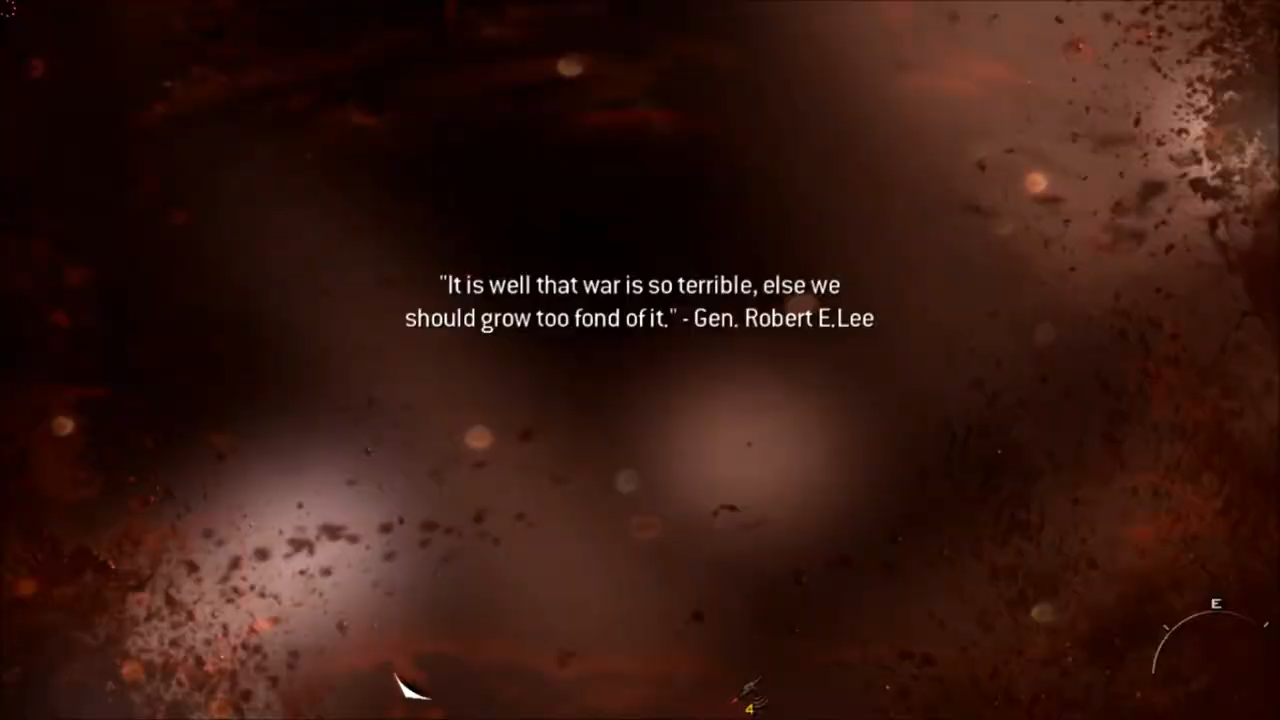 "It is well that war is so terrible, else we
should grow too fond of it." - Gen. Robert E.Lee
E
4